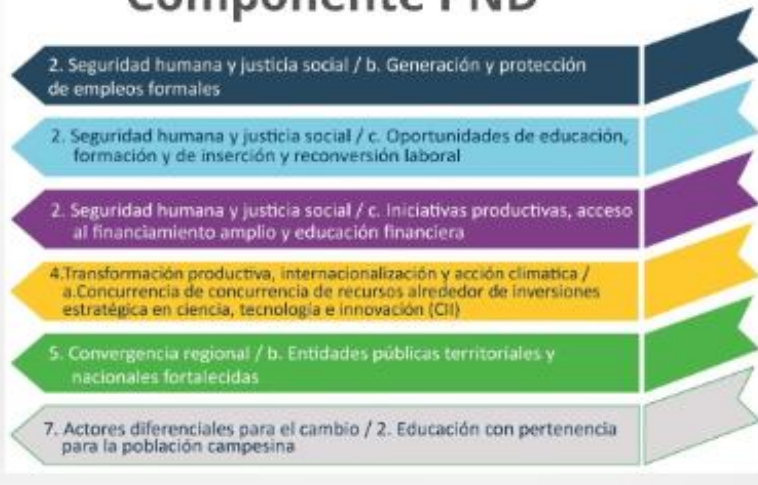 Componente PND
2. Seguridad humana y justicia social / b. Generación y protección
de empleos formales
2. Seguridad humana y justicia social / c. Oportunidades de educación,
formación y de inserción y reconversión laboral
2. Seguridad humana y justicia social / c. Iniciativas productivas, acceso
al financiamiento amplio y educación financiera
4.Transformación productiva, internacionalización y acción climatica /
a.Concurrencia de concurrencia de recursos alrededor de inversiones
estratégica en ciencia, tecnología e innovación (CII)
5. Convergencia regional / b. Entidades públicas territoriales y
nacionales fortalecidas
7. Actores diferenciales para el cambio / 2. Educación con pertenencia
para la población campesina